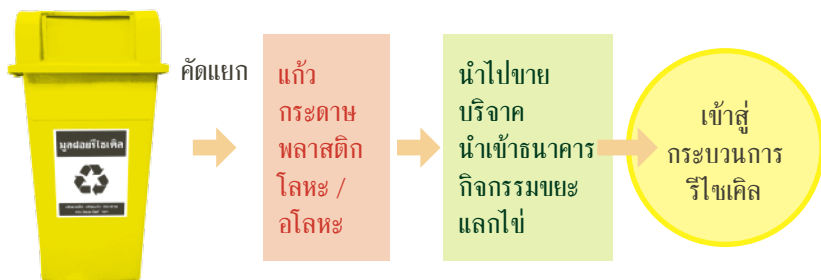 มูลฝอยรีไซเคิล
คัดแยก
แก้ว
กระดาษ
พลาสติก
โลหะ /
อโลหะ
นำไปขาย
บริจาค
นำเข้าธนาคาร
กิจกรรมขยะ
แลกไข่
เข้าสู่
กระบวนการ
รีไซเคิล